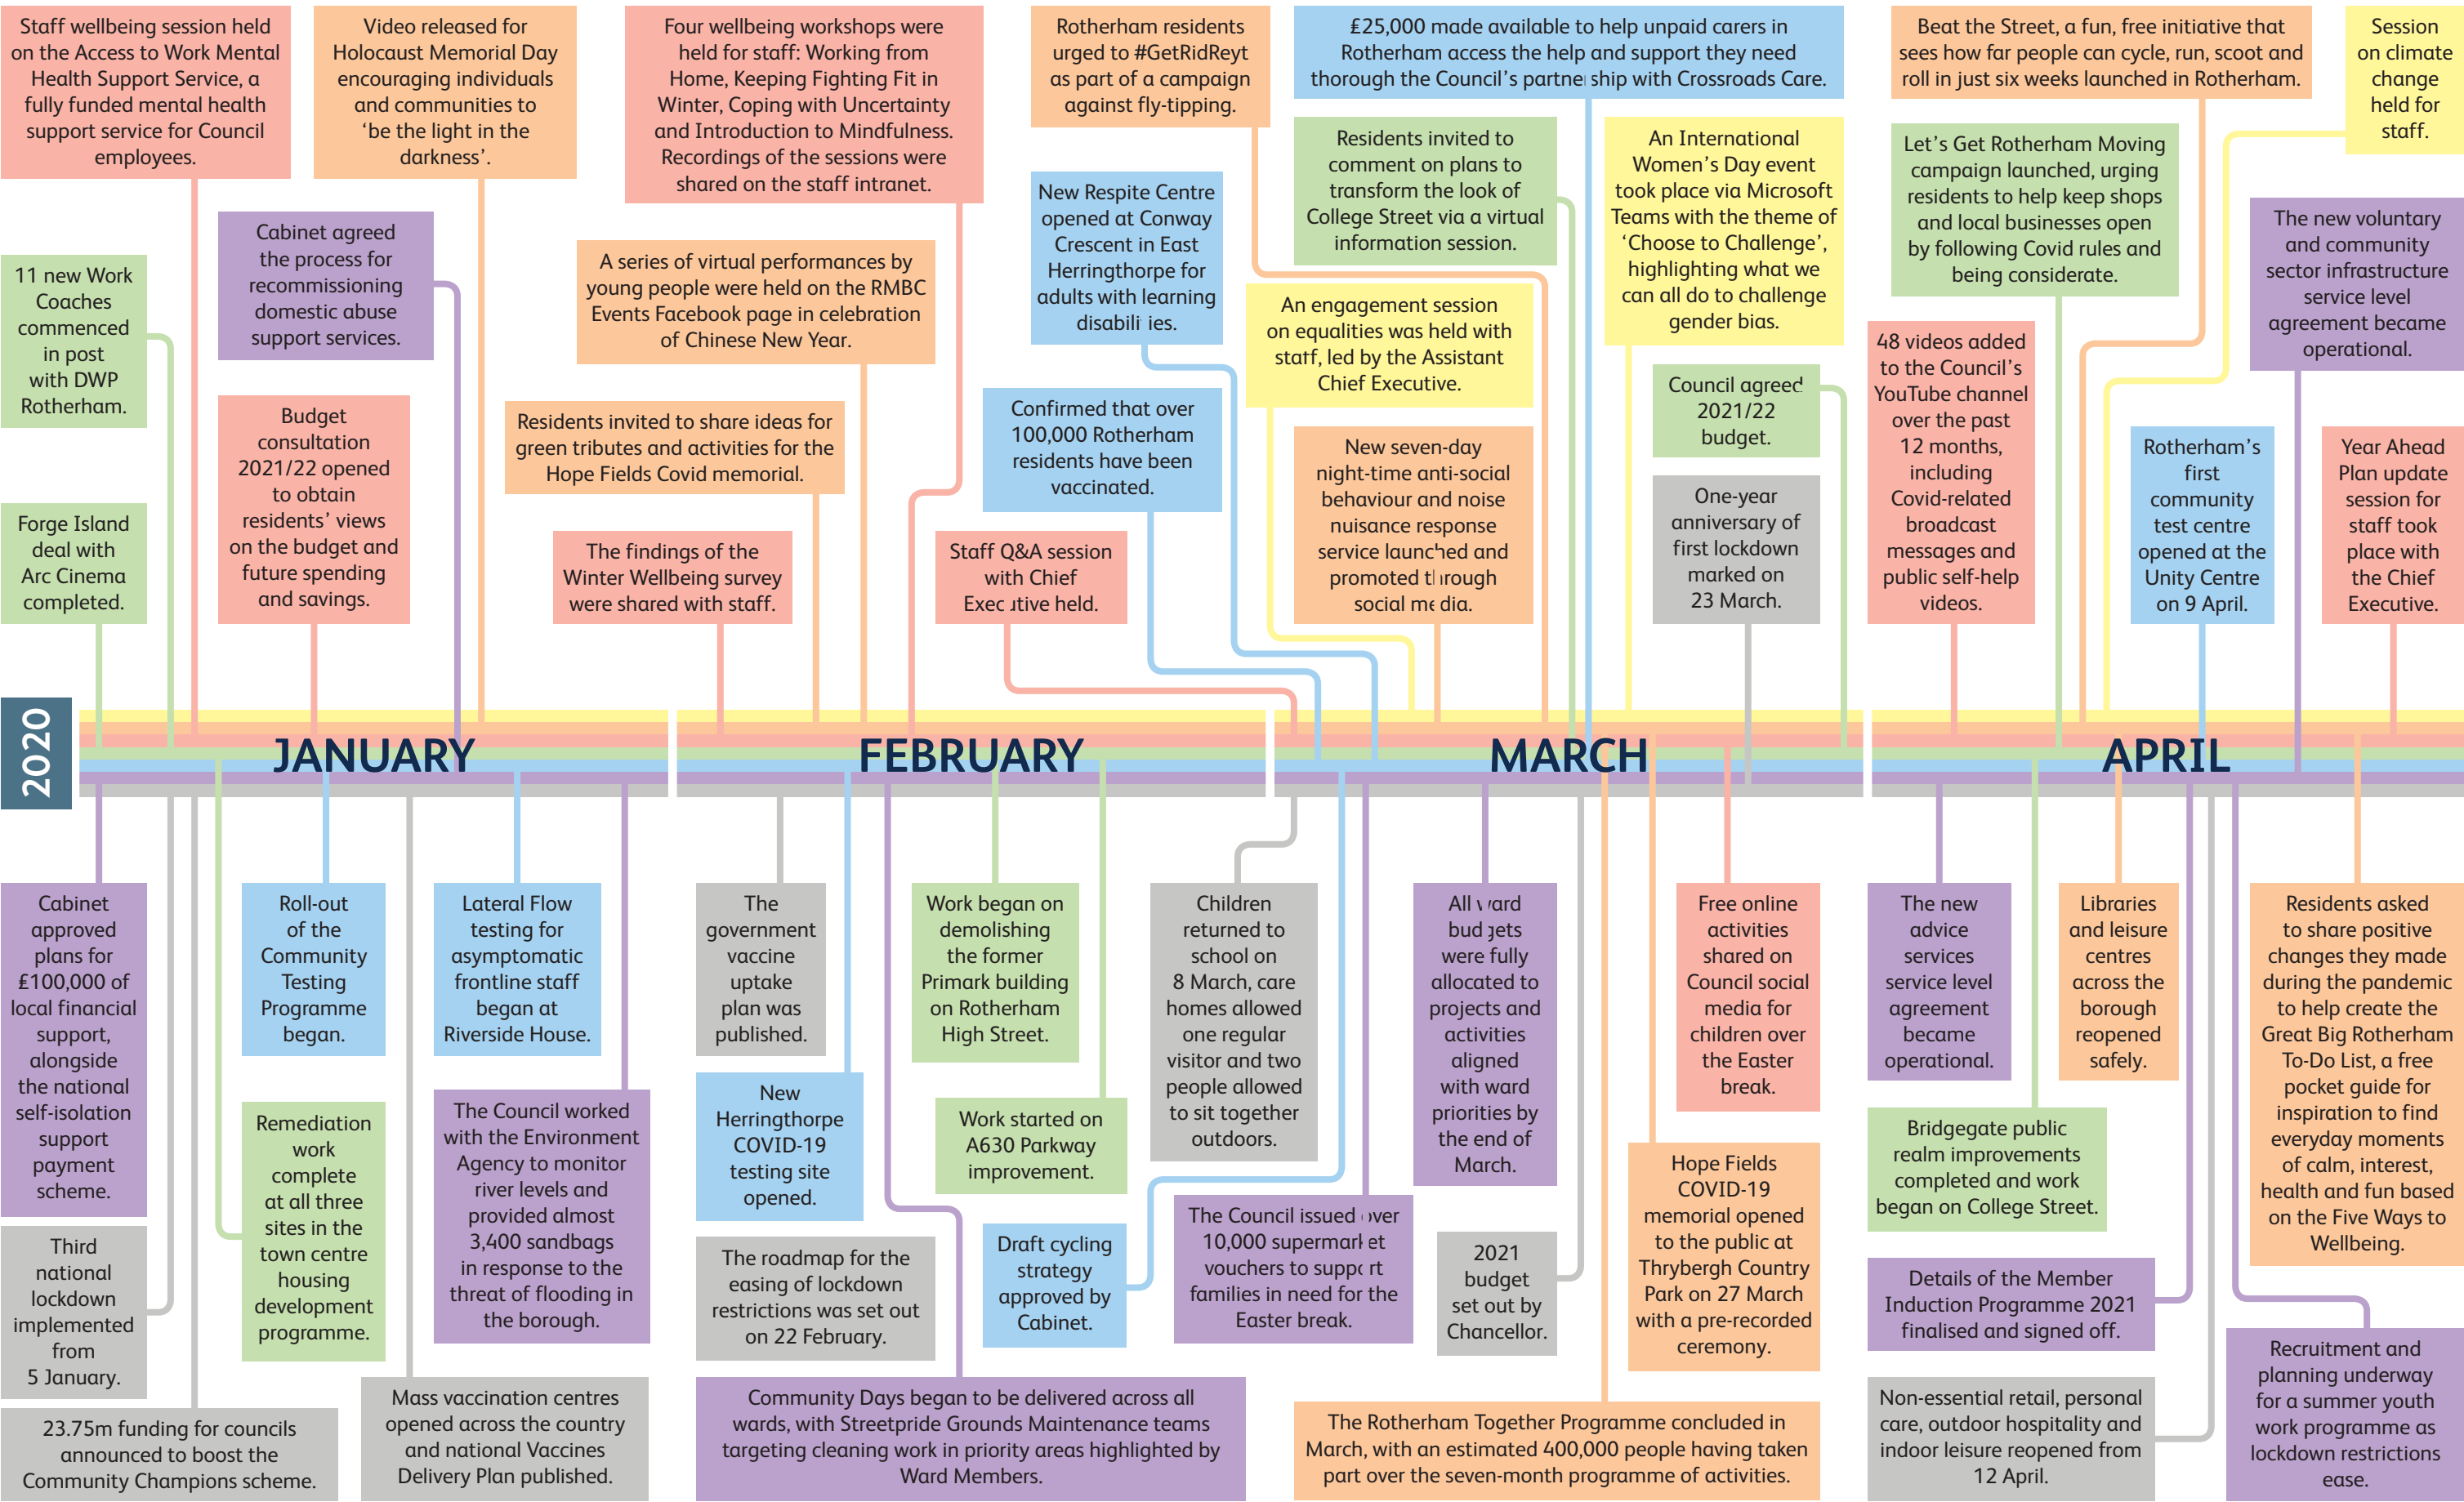 Staff wellbeing session held
on the Access to Work Mental
Health Support Service, a
fully funded mental health
support service for Council
employees.
Video released for
Holocaust Memorial Day
encouraging individuals
and communities to
‘be the light in the
darkness’.
Four wellbeing workshops were
held for staff: Working from
Home, Keeping Fighting Fit in
Winter, Coping with Uncertainty
and Introduction to Mindfulness.
Recordings of the sessions were
shared on the staff intranet.
Rotherham residents
urged to #GetRidReyt
as part of a campaign
against fly-tipping.
£25,000 made available to help unpaid carers in
Rotherham access the help and support they need
thorough the Council’s partnership with Crossroads Care.
Beat the Street, a fun, free initiative that
sees how far people can cycle, run, scoot and
roll in just six weeks launched in Rotherham.
Session
on climate
change
held for
staff.
11 new Work
Coaches
commenced
in post
with DWP
Rotherham.
Cabinet agreed
the process for
recommissioning
domestic abuse
support services.
A series of virtual performances by
young people were held on the RMBC
Events Facebook page in celebration
of Chinese New Year.
New Respite Centre
opened at Conway
Crescent in East
Herringthorpe for
adults with learning
disabilities.
Residents invited to
comment on plans to
transform the look of
College Street via a virtual
information session.
An International
Women’s Day event
took place via Microsoft
Teams with the theme of
‘Choose to Challenge’,
highlighting what we
can all do to challenge
gender bias.
Let’s Get Rotherham Moving
campaign launched, urging
residents to help keep shops
and local businesses open
by following Covid rules and
being considerate.
The new voluntary
and community
sector infrastructure
service level
agreement became
operational.
An engagement session
on equalities was held with
staff, led by the Assistant
Chief Executive.
Forge Island
deal with
Arc Cinema
completed.
Budget
consultation
2021/22 opened
to obtain
residents’ views
on the budget and
future spending
and savings.
Residents invited to share ideas for
green tributes and activities for the
Hope Fields Covid memorial.
The findings of the
Winter Wellbeing survey
were shared with staff.
Confirmed that over
100,000 Rotherham
residents have been
vaccinated.
Staff Q&A session
with Chief
Executive held.
New seven-day
night-time anti-social
behaviour and noise
nuisance response
service launched and
promoted through
social media.
Council agreed
2021/22
budget.
One-year
anniversary of
first lockdown
marked on
23 March.
48 videos added
to the Council’s
YouTube channel
over the past
12 months,
including
Covid-related
broadcast
messages and
public self-help
videos.
Rotherham’s
first
community
test centre
opened at the
Unity Centre
on 9 April.
Year Ahead
Plan update
session for
staff took
place with
the Chief
Executive.
2020
JANUARY
FEBRUARY
MARCH
APRIL
Cabinet
approved
plans for
£100,000 of
local financial
support,
alongside
the national
self-isolation
support
payment
scheme.
Third
national
lockdown
implemented
from
5 January.
23.75m funding for councils
announced to boost the
Community Champions scheme.
Roll-out
of the
Community
Testing
Programme
began.
Remediation
work
complete
at all three
sites in the
town centre
housing
development
programme.
Lateral Flow
testing for
asymptomatic
frontline staff
began at
Riverside House.
The Council worked
with the Environment
Agency to monitor
river levels and
provided almost
3,400 sandbags
in response to the
threat of flooding in
the borough.
Mass vaccination centres
opened across the country
and national Vaccines
Delivery Plan published.
The
government
vaccine
uptake
plan was
published.
New
Herringthorpe
COVID-19
testing site
opened.
The roadmap for the
easing of lockdown
restrictions was set out
on 22 February.
Work began on
demolishing
the former
Primark building
on Rotherham
High Street.
Work started on
A630 Parkway
improvement.
Draft cycling
strategy
approved by
Cabinet.
Community Days began to be delivered across all
wards, with Streetpride Grounds Maintenance teams
targeting cleaning work in priority areas highlighted by
Ward Members.
Children
returned to
school on
8 March, care
homes allowed
one regular
visitor and two
people allowed
to sit together
outdoors.
The Council issued over
10,000 supermarket
vouchers to support
families in need for the
Easter break.
All ward
budgets
were fully
allocated to
projects and
activities
aligned
with ward
priorities by
the end of
March.
2021
budget
set out by
Chancellor.
Free online
activities
shared on
Council social
media for
children over
the Easter
break.
Hope Fields
COVID-19
memorial opened
to the public at
Thrybergh Country
Park on 27 March
with a pre-recorded
ceremony.
The Rotherham Together Programme concluded in
March, with an estimated 400,000 people having taken
part over the seven-month programme of activities.
The new
advice
services
service level
agreement
became
operational.
Libraries
and leisure
centres
across the
borough
reopened
safely.
Bridgegate public
realm improvements
completed and work
began on College Street.
Details of the Member
Induction Programme 2021
finalised and signed off.
Non-essential retail, personal
care, outdoor hospitality and
indoor leisure reopened from
12 April.
Residents asked
to share positive
changes they made
during the pandemic
to help create the
Great Big Rotherham
To-Do List, a free
pocket guide for
inspiration to find
everyday moments
of calm, interest,
health and fun based
on the Five Ways to
Wellbeing.
Recruitment and
planning underway
for a summer youth
work programme as
lockdown restrictions
ease.